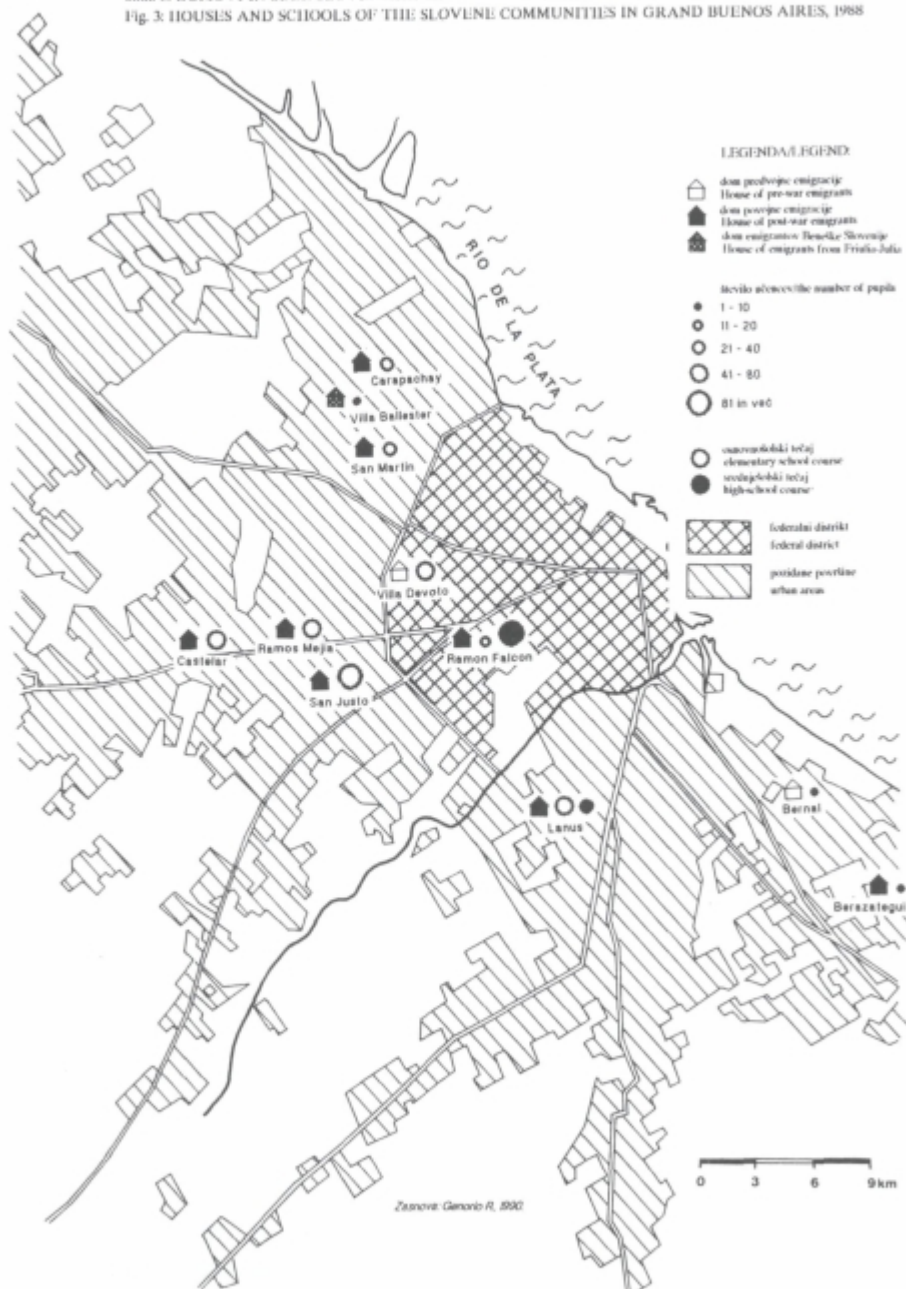 Fig. 3: HOUSES AND SCHOOLS OF THE SLOVENE COMMUNITIES IN GRAND BUENOS AIRES, 1988
LEGENDA/LEGEND:
dom predvojne emigracije
House of pre-war emigrants
dom povojne emigracije
House of post-war emigrants
dom emigrantov Beneške Slovenije
House of emigrants from Friulia-Julia
število učencev/the number of pupils
1 - 10
11 - 20
21 - 40
41 - 80
81 in več
osnovnošolski tečaj
elementary school course
srednješolski tečaj
high-school course
federalni distrikt
federal district
pozidane površine
urban areas
RIO DE LA PLATA
Carapachay
Villa Ballester
San Martin
Villa Devoto
Castelar
Ramos Mejia
Ramon Falcon
San Justo
Lanus
Bernal
Berazategui
0 3 6 9 km
Zasnova: Genorio R, 1990.